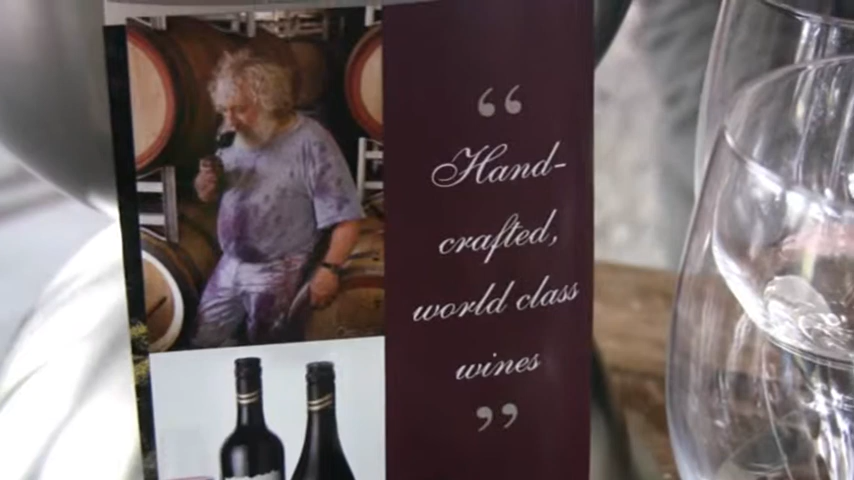 “
Hand-
crafted,
world class
wines
”